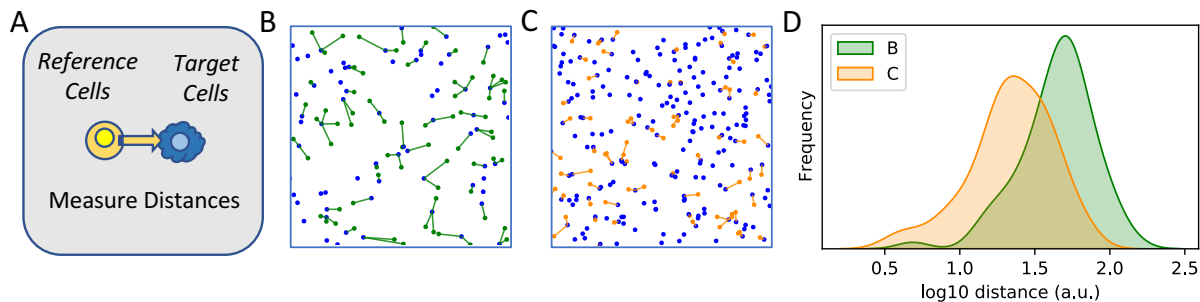 A
Reference
Cells
Target
Cells
Measure Distances
B
C
D
B
C
Frequency
0.5 1.0 1.5 2.0 2.5
log10 distance (a.u.)